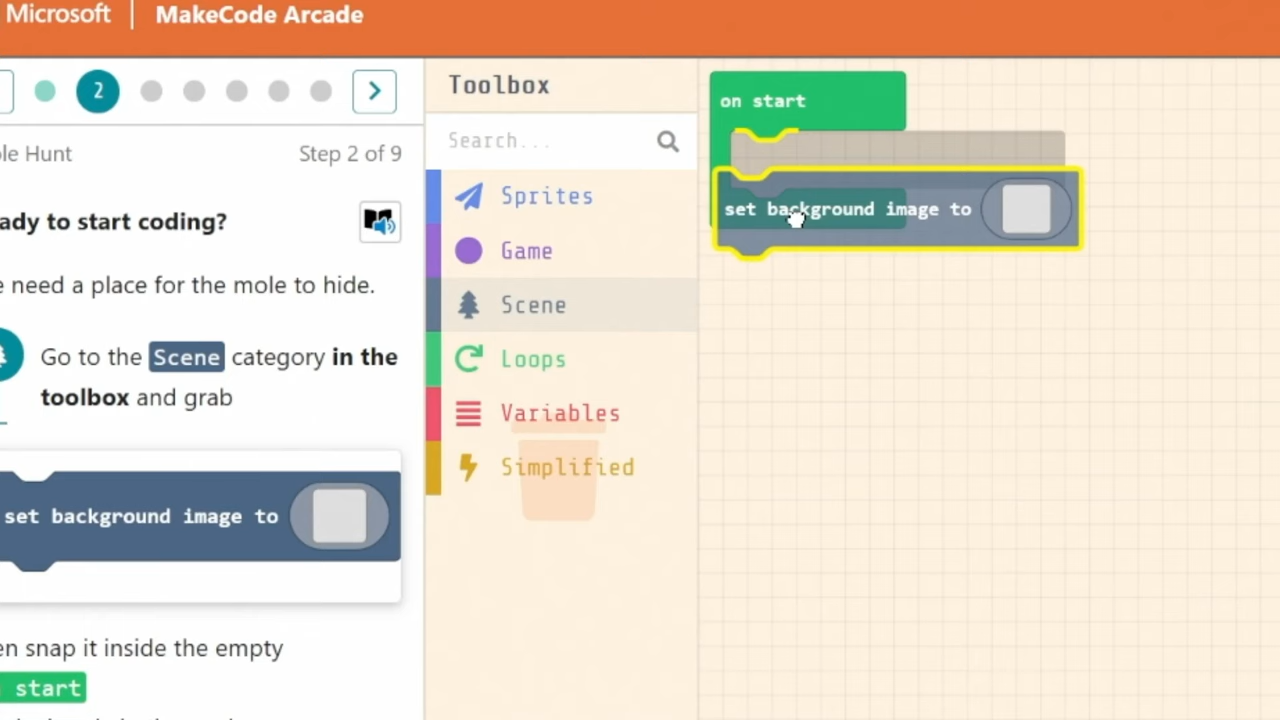 Microsoft | MakeCode Arcade
2
le Hunt
Step 2 of 9
ady to start coding?
e need a place for the mole to hide.
Go to the Scene category in the
toolbox and grab
set background image to
en snap it inside the empty
start
Toolbox
Search...
Sprites
Game
Scene
Loops
Variables
Simplified
on start
set background image to